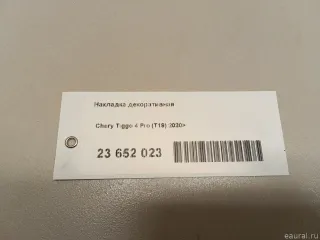 Накладка декоративная
Chery Tiggo 4 Pro (T19) 2020>
23 652 023
eaural.ru